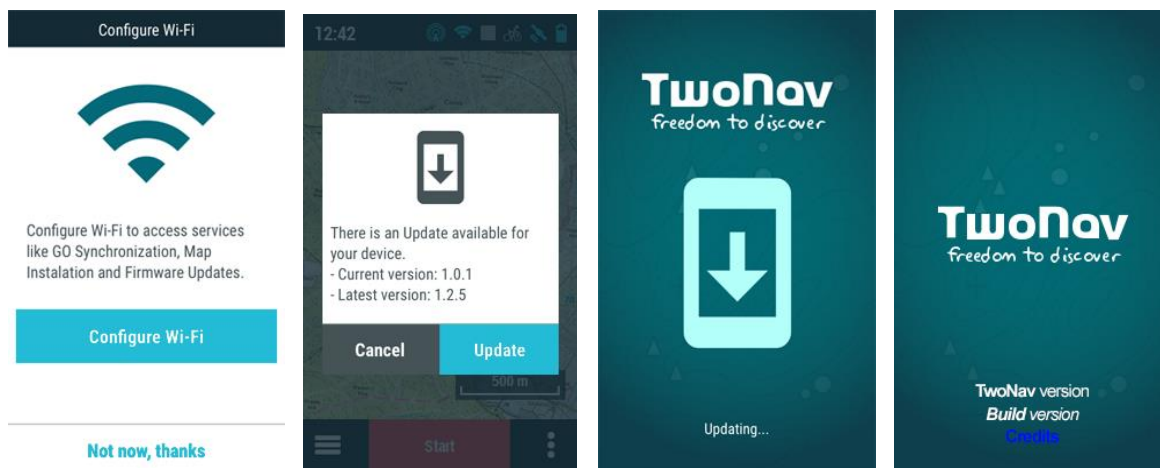 Configure Wi-Fi
Configure Wi-Fi to access services
like GO Synchronization, Map
Instalation and Firmware Updates.
Configure Wi-Fi
Not now, thanks
12:42
There is an Update available for
your device.
- Current version: 1.0.1
- Latest version: 1.2.5
Cancel
Update
500 m
Start
TwoNav
freedom to discover
Updating...
TwoNav
freedom to discover
TwoNav version
Build version
Credits